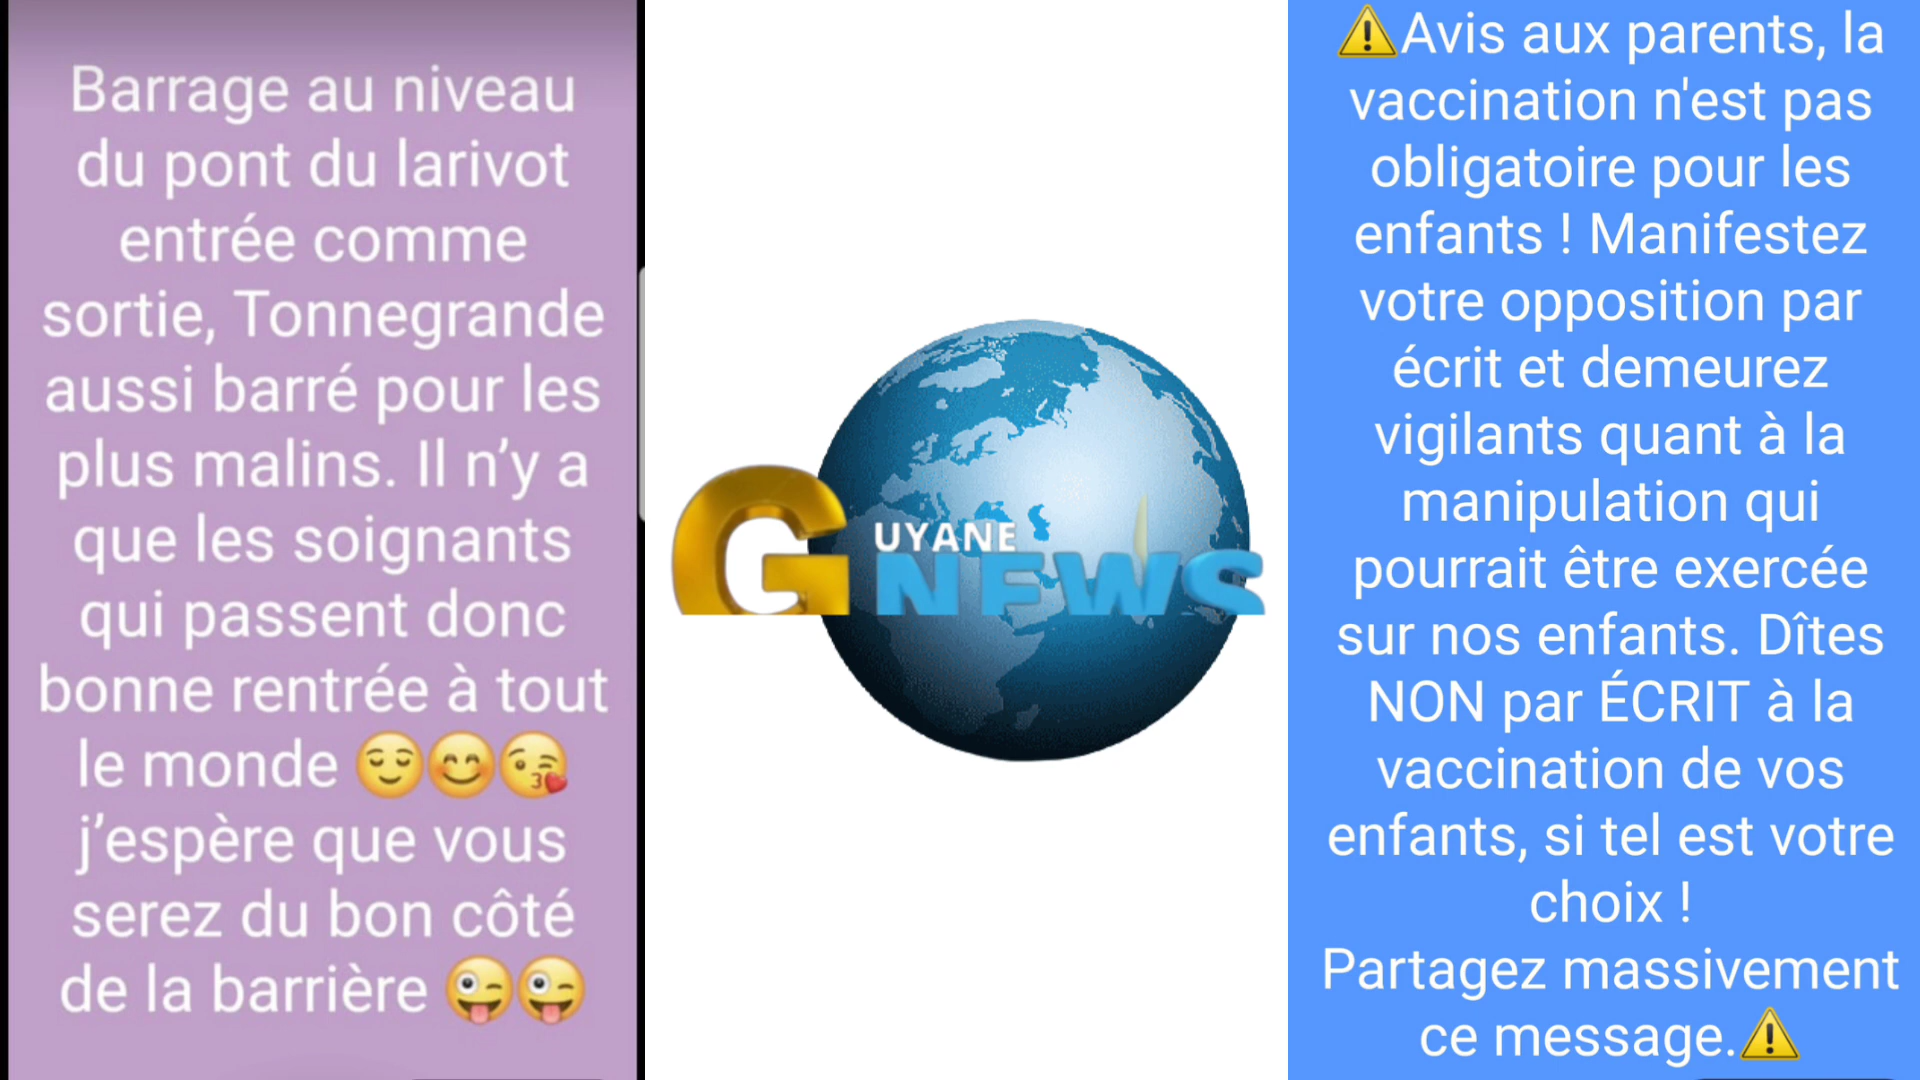 Barrage au niveau
du pont du larivot
entrée comme
sortie, Tonnegrande
aussi barré pour les
plus malins. Il n’y a
que les soignants
qui passent donc
bonne rentrée à tout
le monde 😌😊😘
j’espère que vous
serez du bon côté
de la barrière 😜😜
GUYANE
NEWS
⚠️Avis aux parents, la
vaccination n'est pas
obligatoire pour les
enfants ! Manifestez
votre opposition par
écrit et demeurez
vigilants quant à la
manipulation qui
pourrait être exercée
sur nos enfants. Dîtes
NON par ÉCRIT à la
vaccination de vos
enfants, si tel est votre
choix !
Partagez massivement
ce message.⚠️